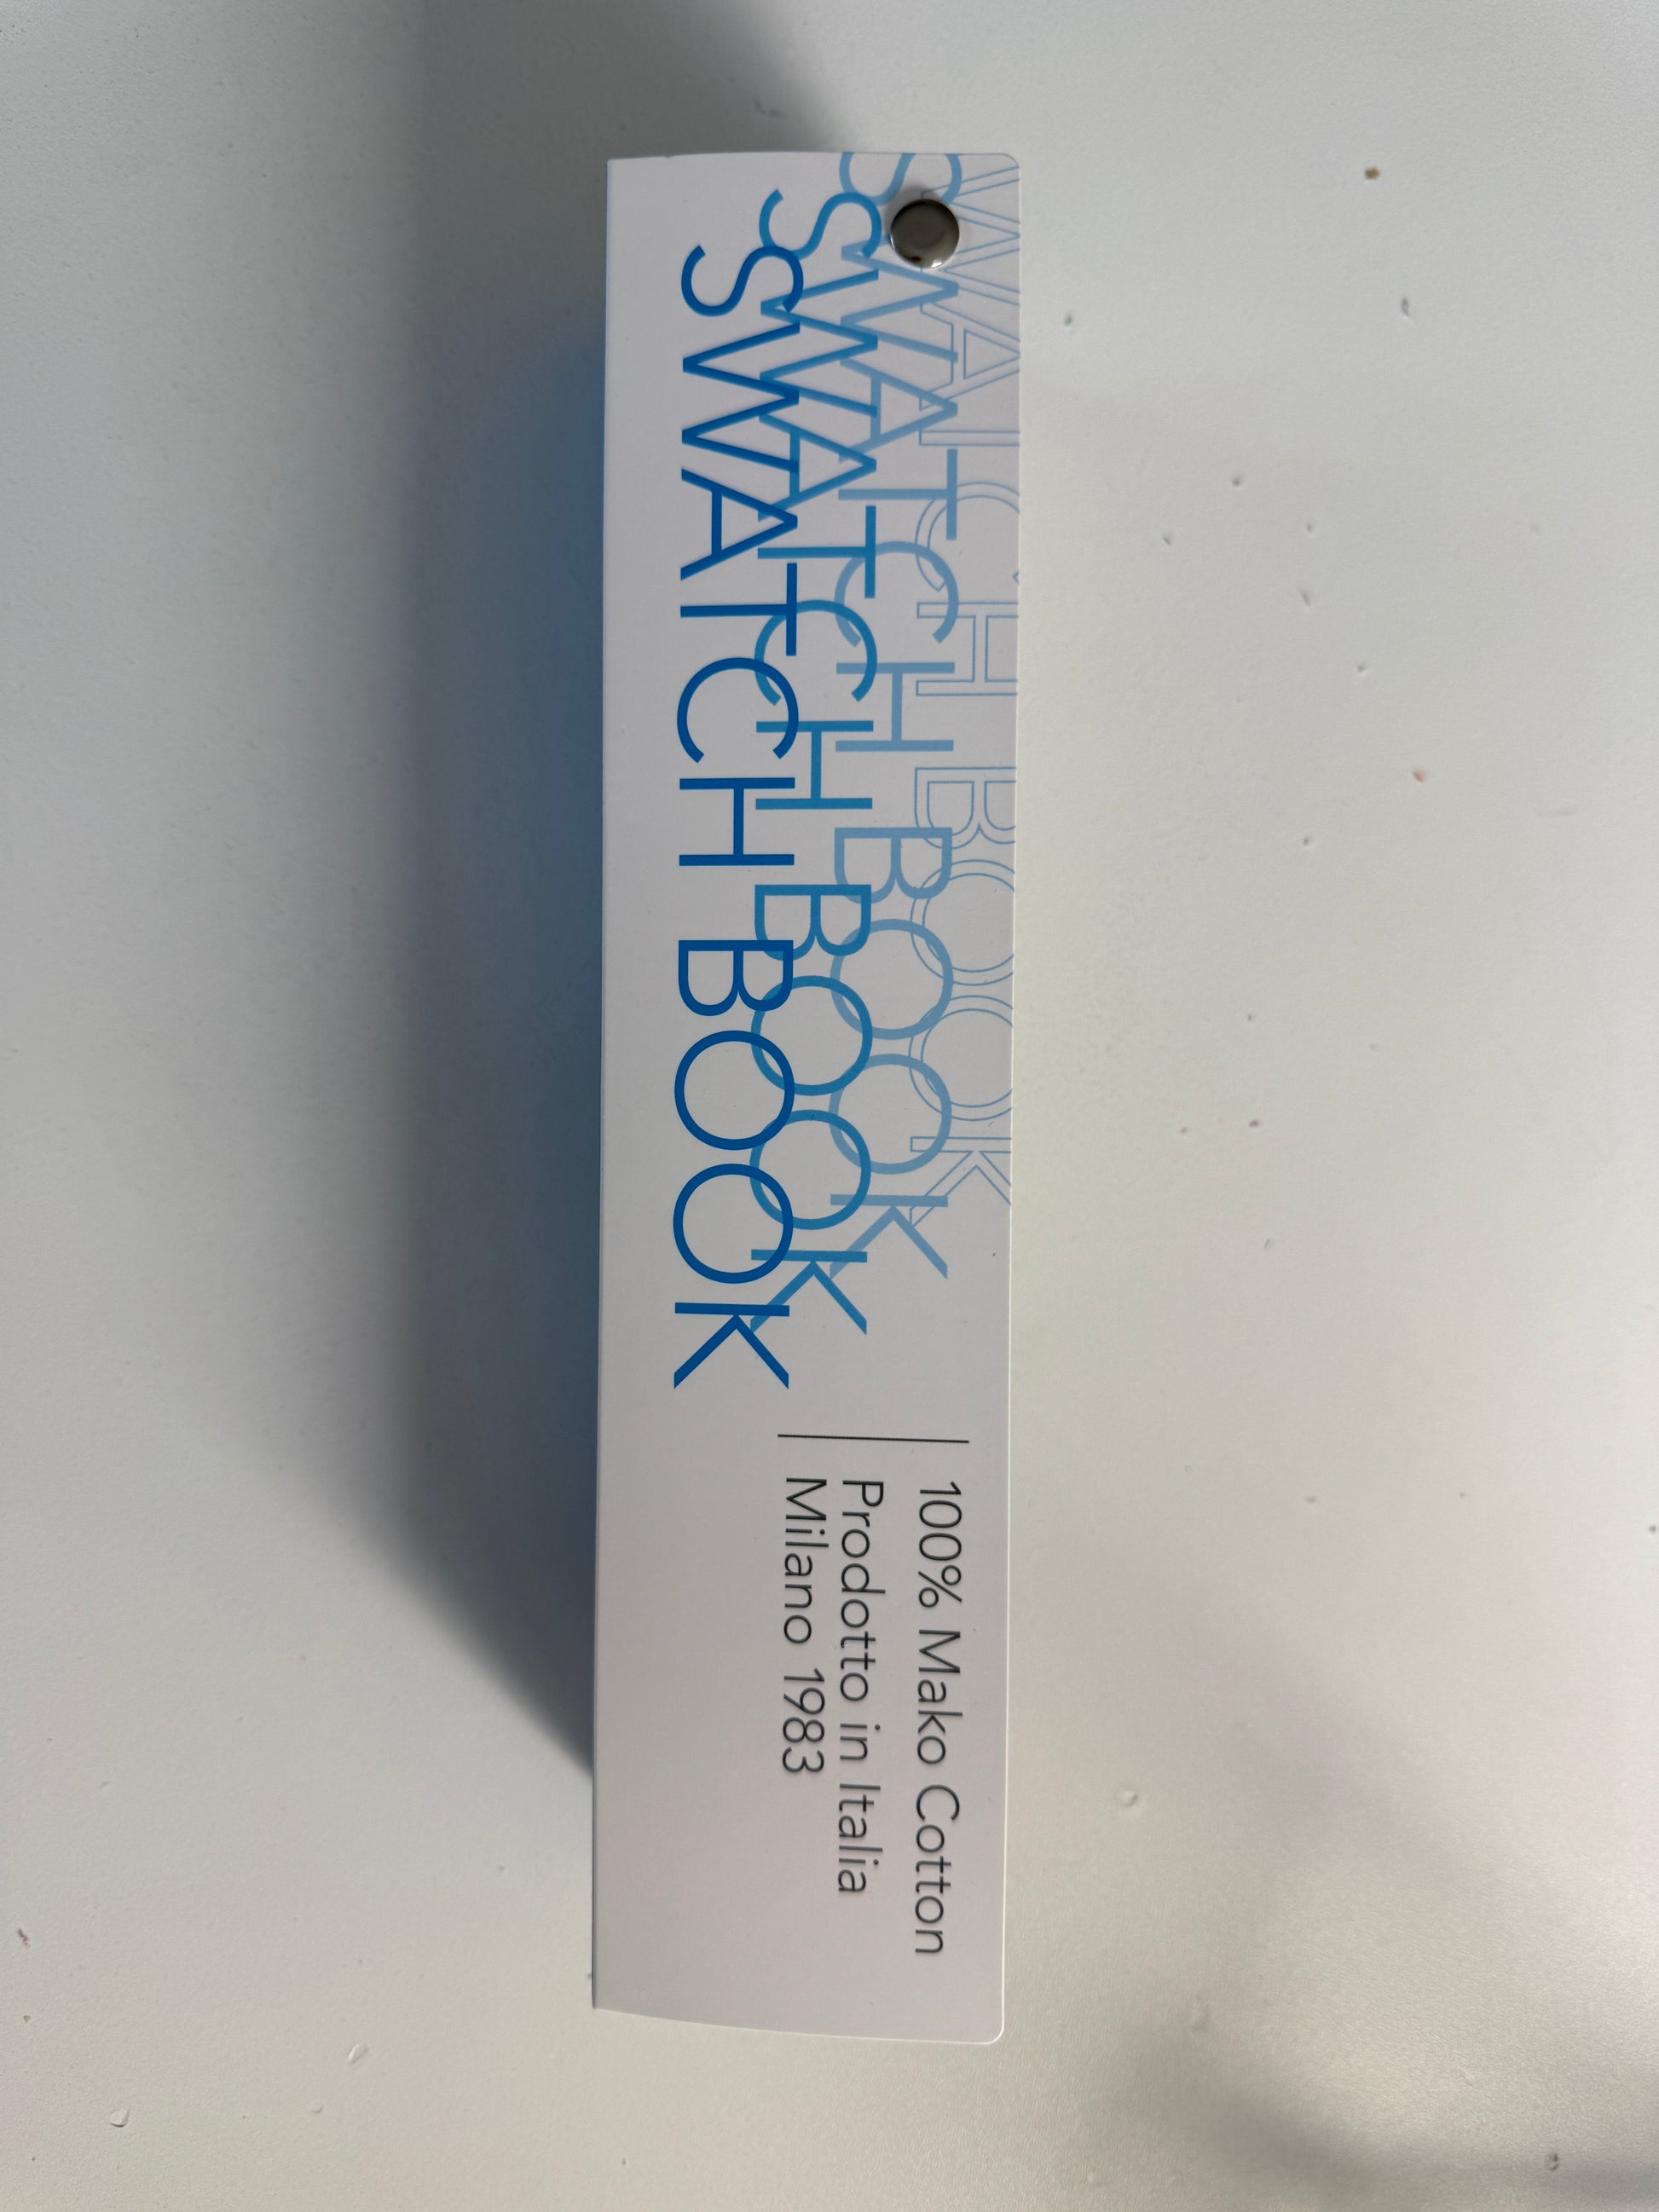 SWATCH BOOK
SWATCH BOOK
SWATCH BOOK
SWATCH BOOK
100% Mako Cotton
Prodotto in Italia
Milano 1983